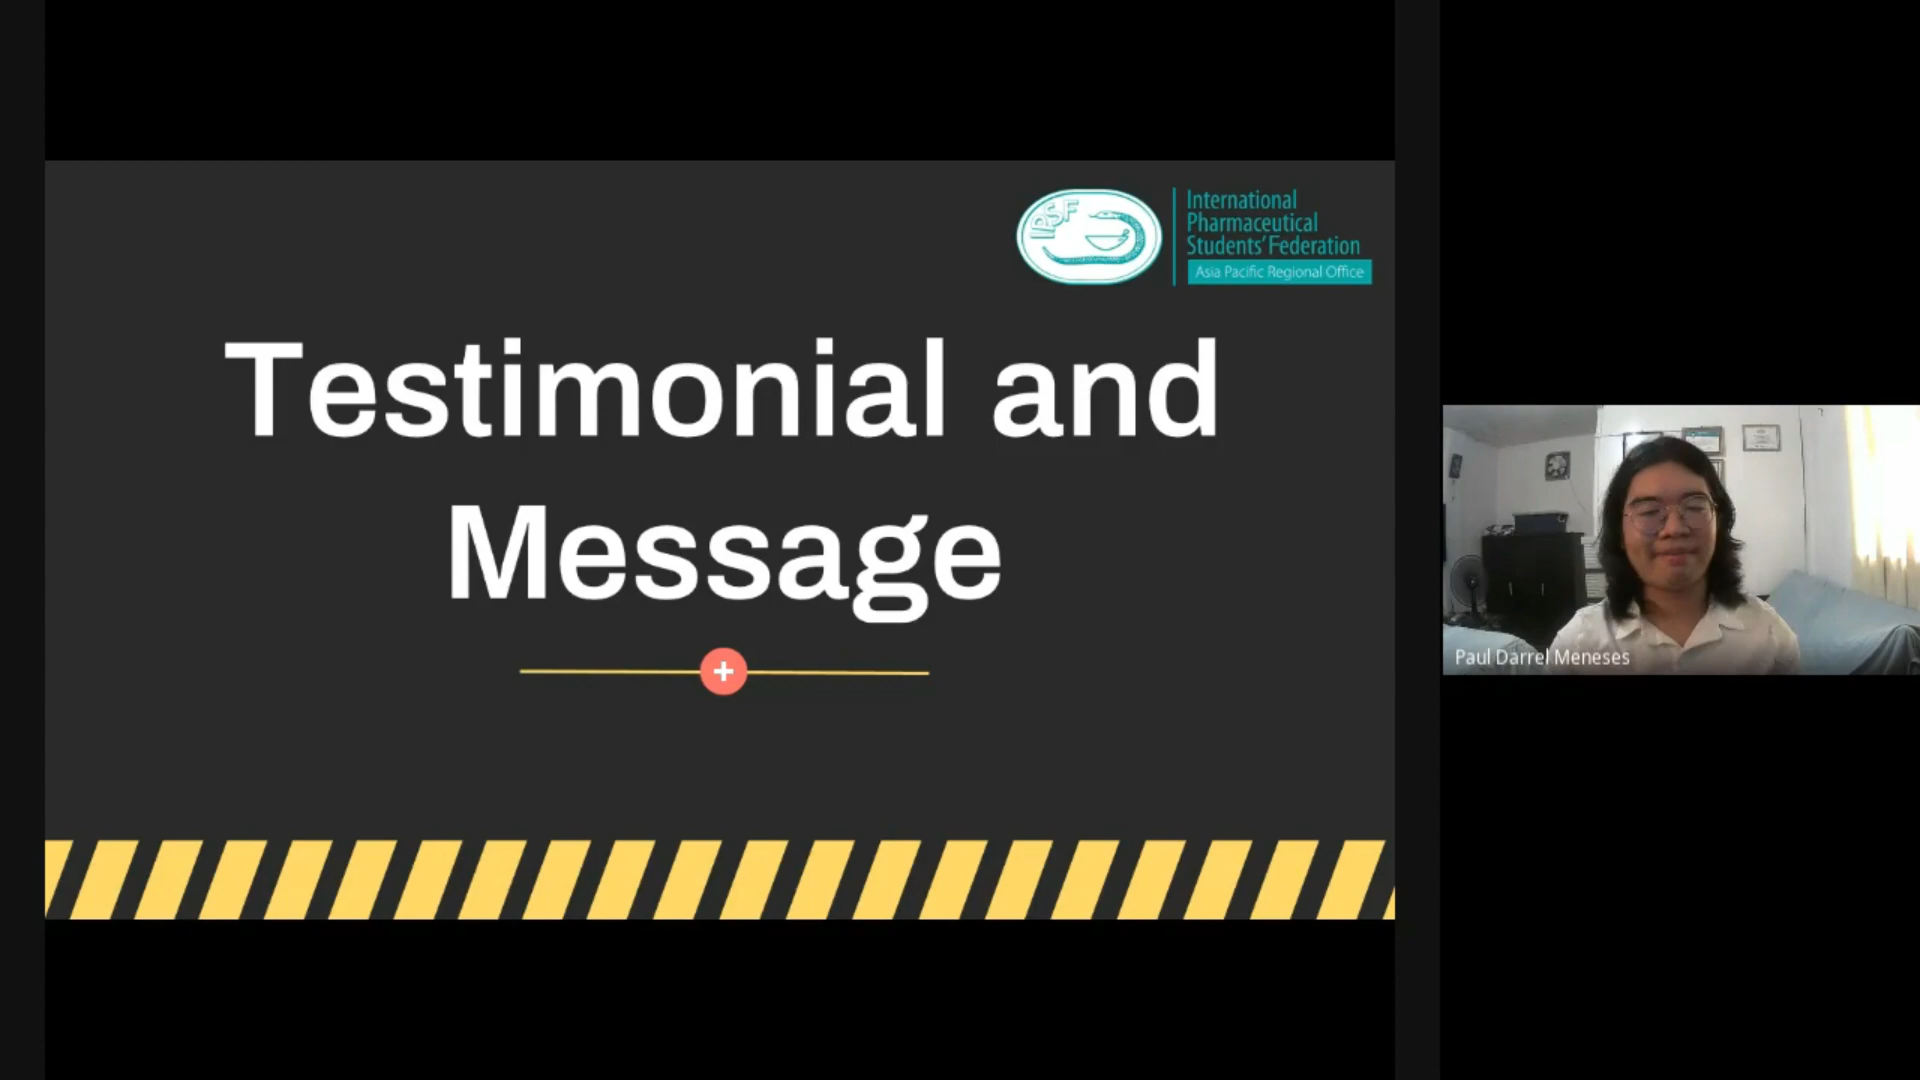 IPSF
International
Pharmaceutical
Students' Federation
Asia Pacific Regional Office
Testimonial and
Message
Paul Darrel Meneses